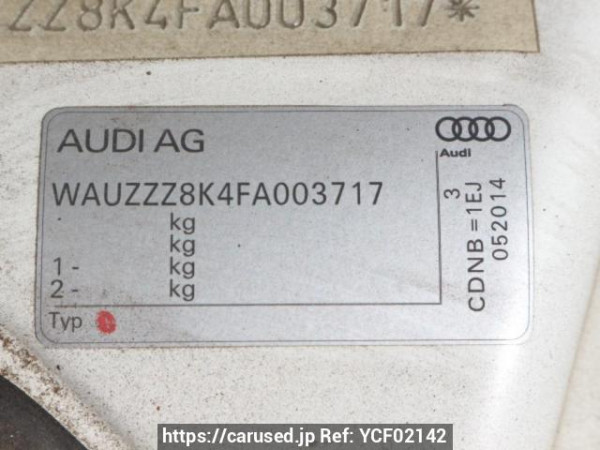 ZZ8K4FA003717*
AUDI AG
Audi
WAUZZZ8K4FA003717
kg
kg
1- kg
2- kg
Typ
3
CDNB =1EJ
052014
https://carused.jp Ref: YCF02142